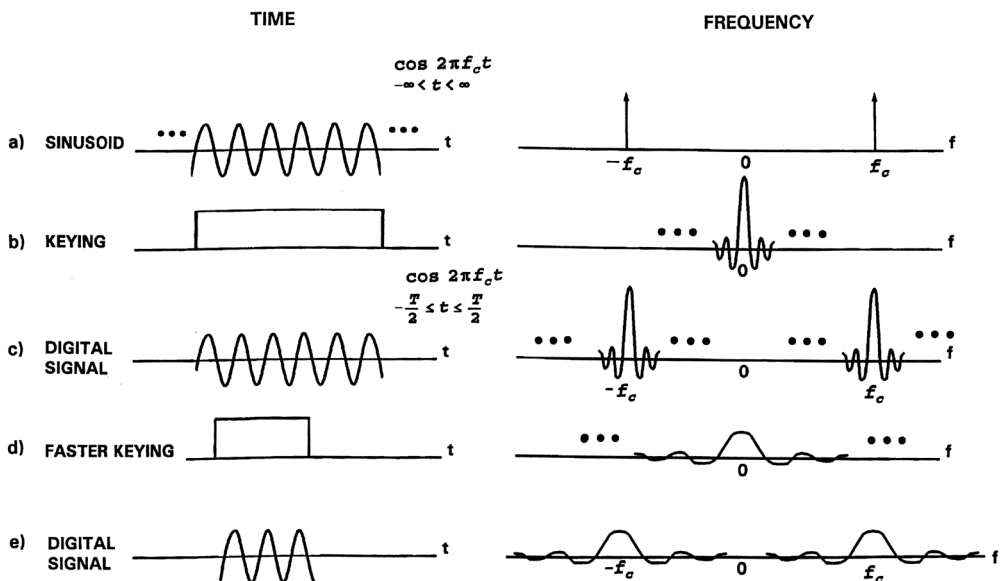 TIME
FREQUENCY
cos 2πf_c t
-∞ < t < ∞
a) SINUSOID
••• ••• t
-f_c 0 f_c f
b) KEYING
t
••• ••• 0 f
cos 2πf_c t
-T/2 ≤ t ≤ T/2
c) DIGITAL SIGNAL
t
••• ••• ••• •••
-f_c 0 f_c f
d) FASTER KEYING
t
••• ••• 0 f
e) DIGITAL SIGNAL
t
-f_c 0 f_c f